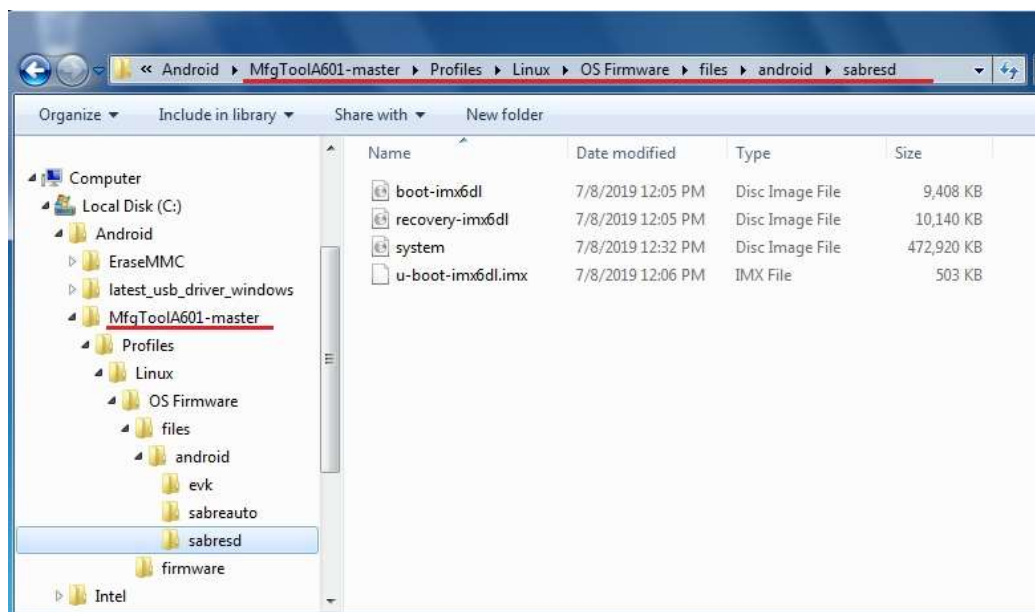 « Android ▸ MfgToolA601-master ▸ Profiles ▸ Linux ▸ OS Firmware ▸ files ▸ android ▸ sabresd
Organize Include in library Share with New folder
Name Date modified Type Size
boot-imx6dl 7/8/2019 12:05 PM Disc Image File 9,408 KB
recovery-imx6dl 7/8/2019 12:05 PM Disc Image File 10,140 KB
system 7/8/2019 12:32 PM Disc Image File 472,920 KB
u-boot-imx6dl.imx 7/8/2019 12:06 PM IMX File 503 KB
Computer
Local Disk (C:)
Android
EraseMMC
latest_usb_driver_windows
MfgToolA601-master
Profiles
Linux
OS Firmware
files
android
evk
sabreauto
sabresd
firmware
Intel